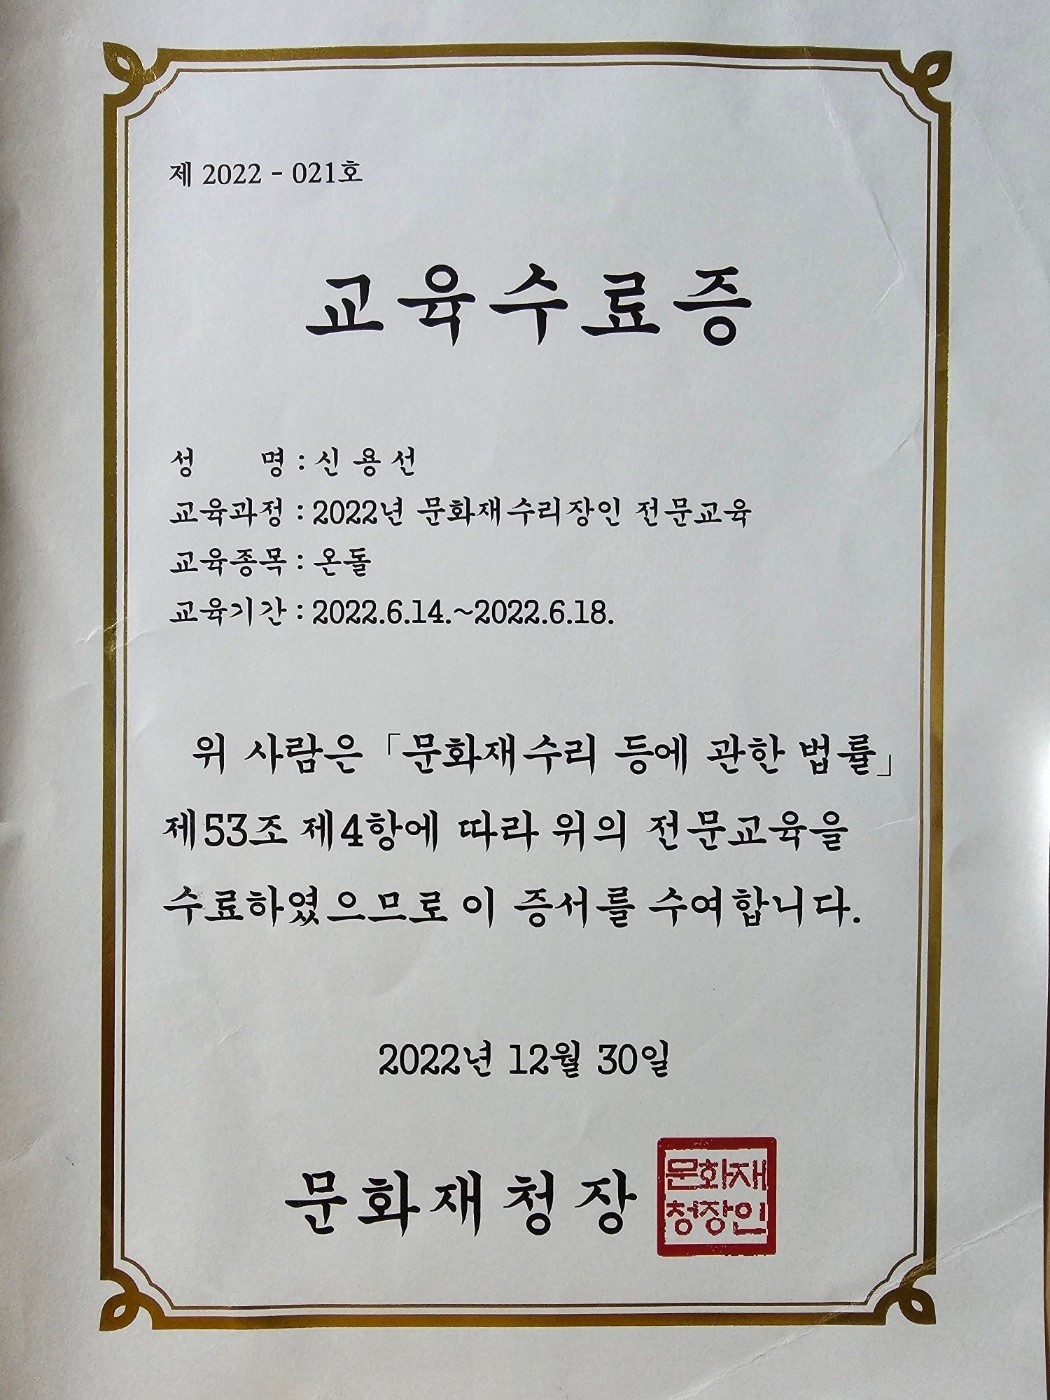 제 2022 - 021호
교육수료증
성 명 : 신 용 선
교육과정 : 2022년 문화재수리장인 전문교육
교육종목 : 온돌
교육기간 : 2022.6.14.~2022.6.18.
위 사람은 「문화재수리 등에 관한 법률」
제53조 제4항에 따라 위의 전문교육을
수료하였으므로 이 증서를 수여합니다.
2022년 12월 30일
문화재청장
문화재
청장인